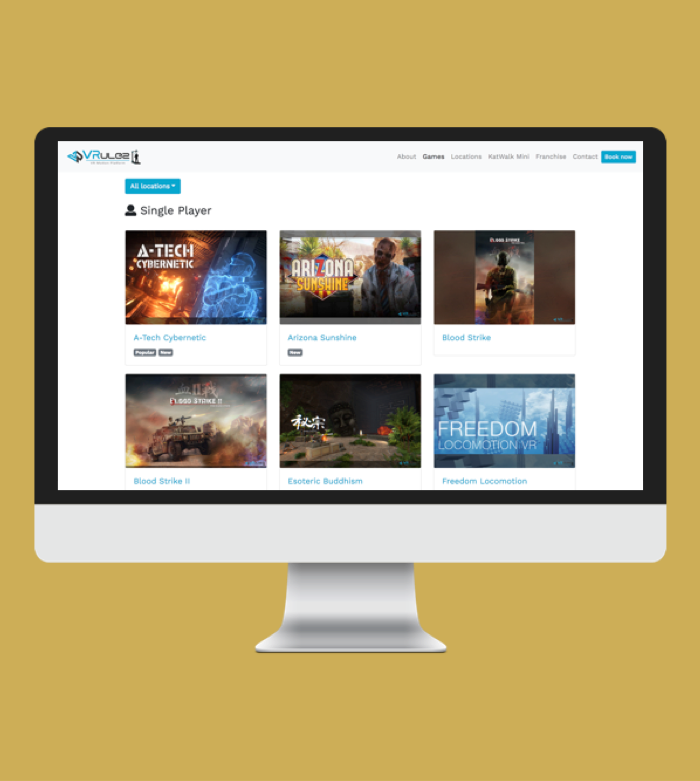 VRulez
About Games Locations KatWalk Mini Franchise Contact Book now
All locations
Single Player
A-TECH
CYBERNETIC
ARIZONA
SUNSHINE
BLOOD STRIKE
A-Tech Cybernetic
Popular New
Arizona Sunshine
New
Blood Strike
BLOOD STRIKE II
秘宗
FREEDOM
LOCOMOTION VR
Blood Strike II
Esoteric Buddhism
Freedom Locomotion